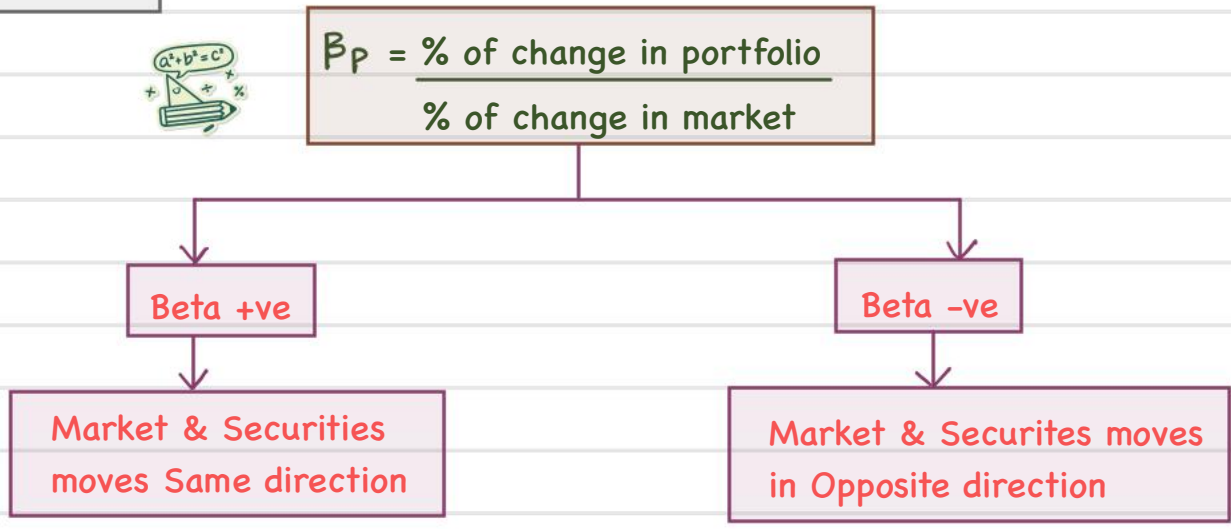 a²+b²=c²
βP = % of change in portfolio
% of change in market
Beta +ve
Beta -ve
Market & Securities
moves Same direction
Market & Securites moves
in Opposite direction